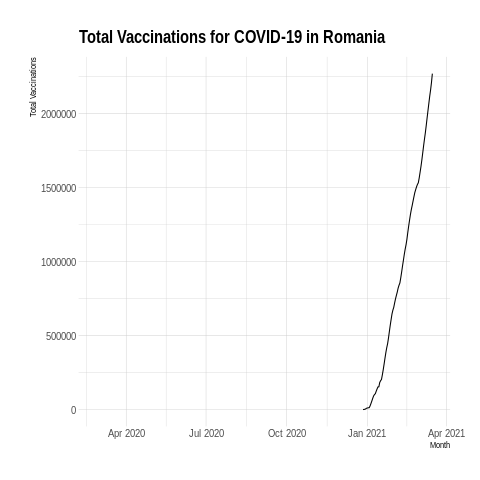 Total Vaccinations for COVID-19 in Romania
Total Vaccinations
2000000
1500000
1000000
500000
0
Apr 2020 Jul 2020 Oct 2020 Jan 2021 Apr 2021
Month